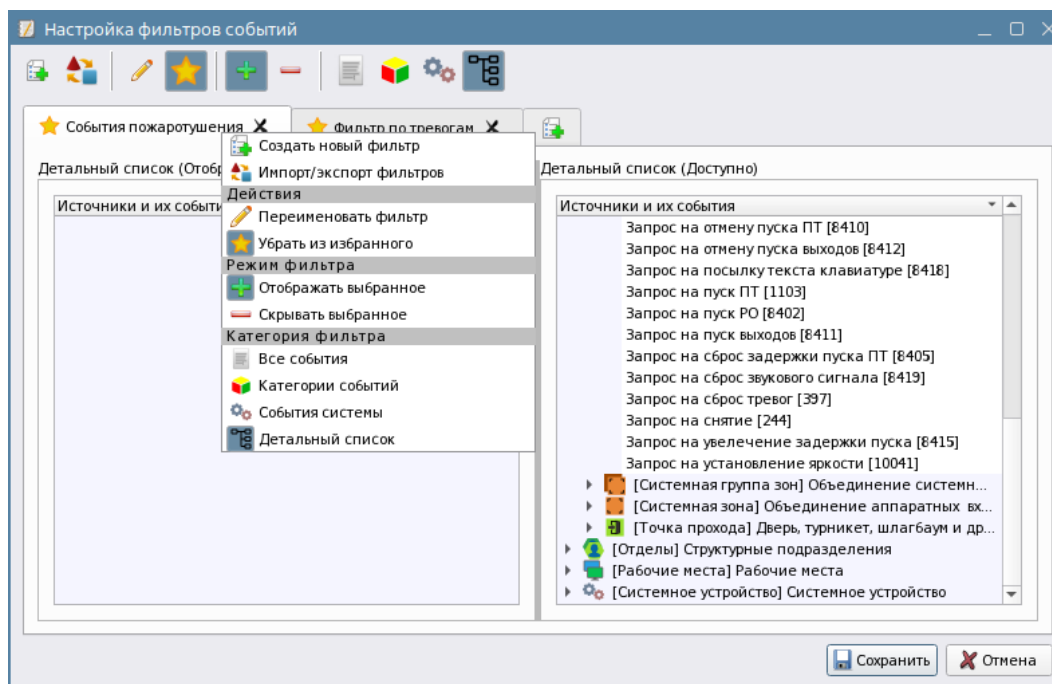 Настройка фильтров событий
События пожаротушения
Фильтр по тревогам
Создать новый фильтр
Импорт/экспорт фильтров
Действия
Переименовать фильтр
Убрать из избранного
Режим фильтра
Отображать выбранное
Скрывать выбранное
Категория фильтра
Все события
Категории событий
События системы
Детальный список
Детальный список (Отобр
Источники и их событи
Детальный список (Доступно)
Источники и их события
Запрос на отмену пуска ПТ [8410]
Запрос на отмену пуска выходов [8412]
Запрос на посылку текста клавиатуре [8418]
Запрос на пуск ПТ [1103]
Запрос на пуск РО [8402]
Запрос на пуск выходов [8411]
Запрос на сброс задержки пуска ПТ [8405]
Запрос на сброс звукового сигнала [8419]
Запрос на сброс тревог [397]
Запрос на снятие [244]
Запрос на увелечение задержки пуска [8415]
Запрос на установление яркости [10041]
[Системная группа зон] Объединение системн...
[Системная зона] Объединение аппаратных вх...
[Точка прохода] Дверь, турникет, шлагбаум и др...
[Отделы] Структурные подразделения
[Рабочие места] Рабочие места
[Системное устройство] Системное устройство
Сохранить
Отмена